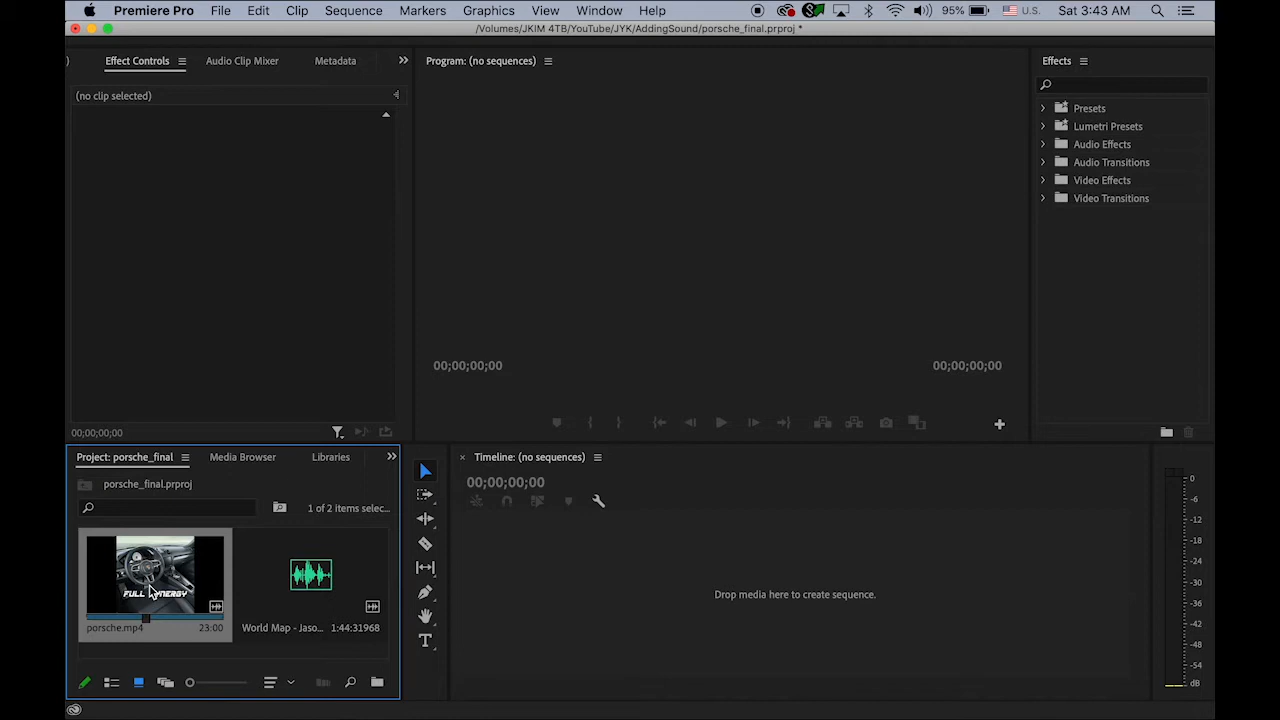 Premiere Pro File Edit Clip Sequence Markers Graphics View Window Help 95% U.S. Sat 3:43 AM
/Volumes/JKIM 4TB/YouTube/JYK/AddingSound/porsche_final.prproj *
Effect Controls Audio Clip Mixer Metadata
(no clip selected)
00;00;00;00
Program: (no sequences)
00;00;00;00 00;00;00;00
Effects
Presets
Lumetri Presets
Audio Effects
Audio Transitions
Video Effects
Video Transitions
Project: porsche_final Media Browser Libraries
porsche_final.prproj
1 of 2 items selec...
FULL
porsche.mp4 23:00
World Map - Jaso... 1:44:31968
Timeline: (no sequences)
00;00;00;00
Drop media here to create sequence.
0
-6
-12
-18
-24
-30
-36
-42
-48
-54
dB